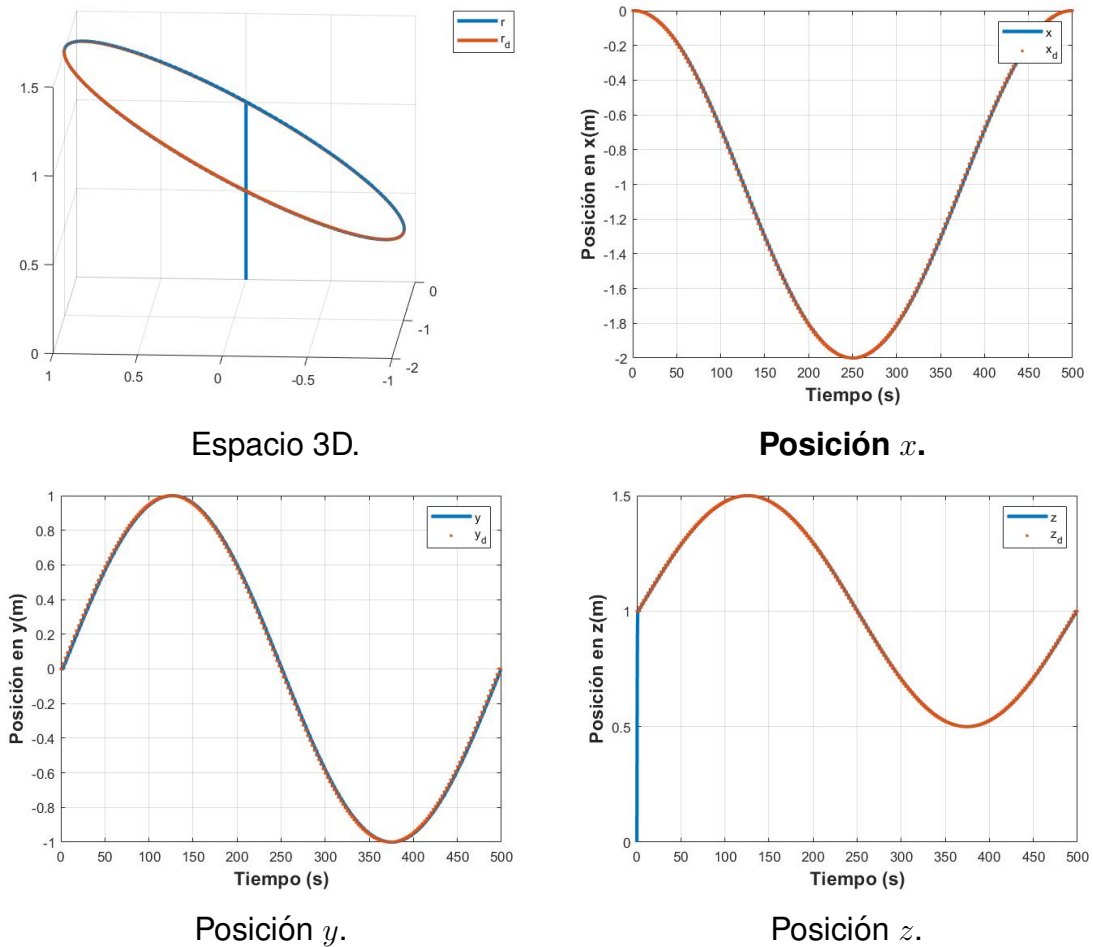 r
r_d
1.5
1
0.5
0
1
0.5
0
-0.5
-1
0
-1
-2
Espacio 3D.
x
x_d
0
-0.2
-0.4
-0.6
-0.8
-1
-1.2
-1.4
-1.6
-1.8
-2
Posición en x(m)
0 50 100 150 200 250 300 350 400 450 500
Tiempo (s)
Posición x.
y
y_d
1
0.8
0.6
0.4
0.2
0
-0.2
-0.4
-0.6
-0.8
-1
Posición en y(m)
0 50 100 150 200 250 300 350 400 450 500
Tiempo (s)
Posición y.
z
z_d
1.5
1
0.5
0
Posición en z(m)
0 50 100 150 200 250 300 350 400 450 500
Tiempo (s)
Posición z.